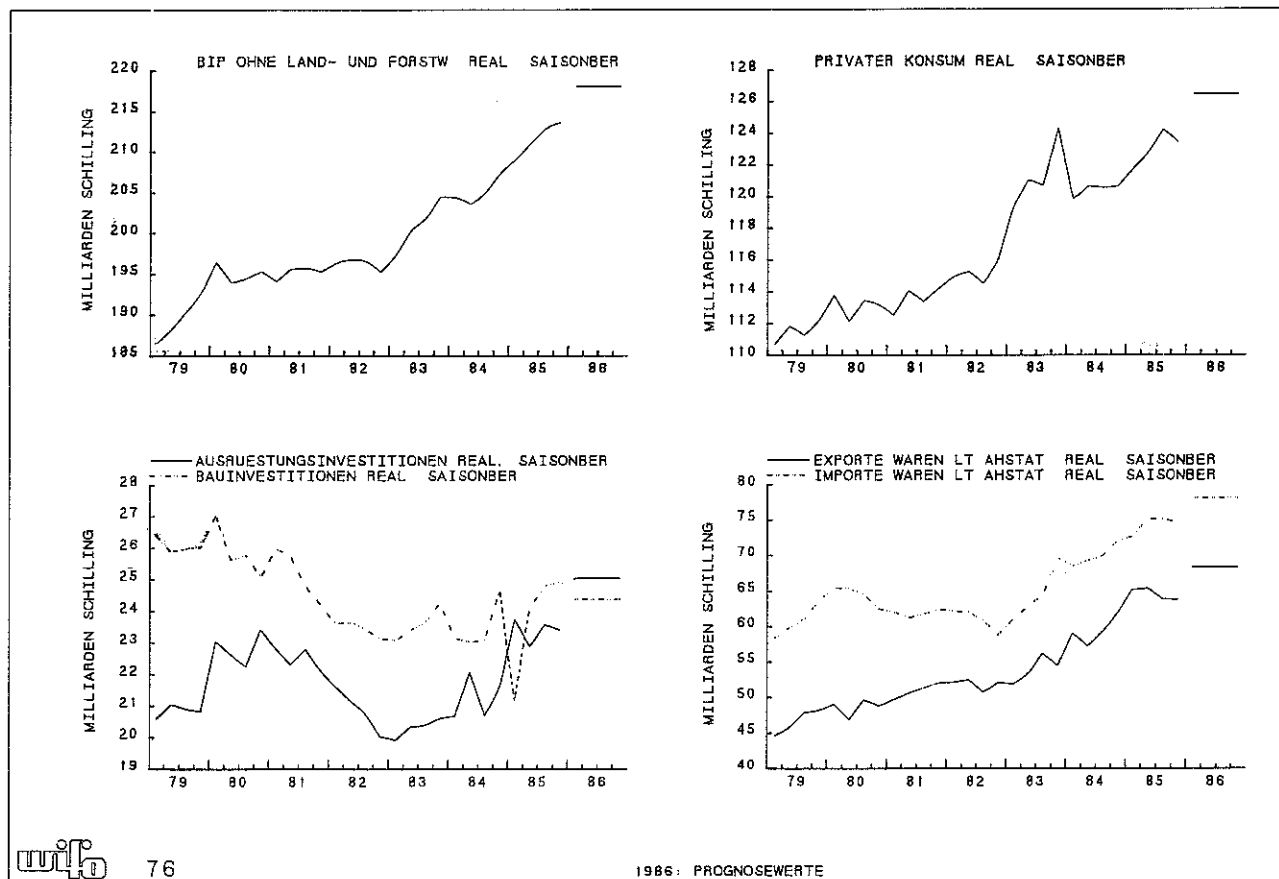 BIP OHNE LAND- UND FORSTW REAL SAISONBER
MILLIARDEN SCHILLING
220
215
210
205
200
195
190
185
79 80 81 82 83 84 85 86
PRIVATER KONSUM REAL SAISONBER
MILLIARDEN SCHILLING
128
126
124
122
120
118
116
114
112
110
79 80 81 82 83 84 85 86
AUSRUESTUNGSINVESTITIONEN REAL, SAISONBER
BAUINVESTITIONEN REAL SAISONBER
MILLIARDEN SCHILLING
28
27
26
25
24
23
22
21
20
19
79 80 81 82 83 84 85 86
EXPORTE WAREN LT AHSTAT REAL SAISONBER
IMPORTE WAREN LT AHSTAT REAL SAISONBER
MILLIARDEN SCHILLING
80
75
70
65
60
55
50
45
40
79 80 81 82 83 84 85 86
wifo 76
1986: PROGNOSEWERTE